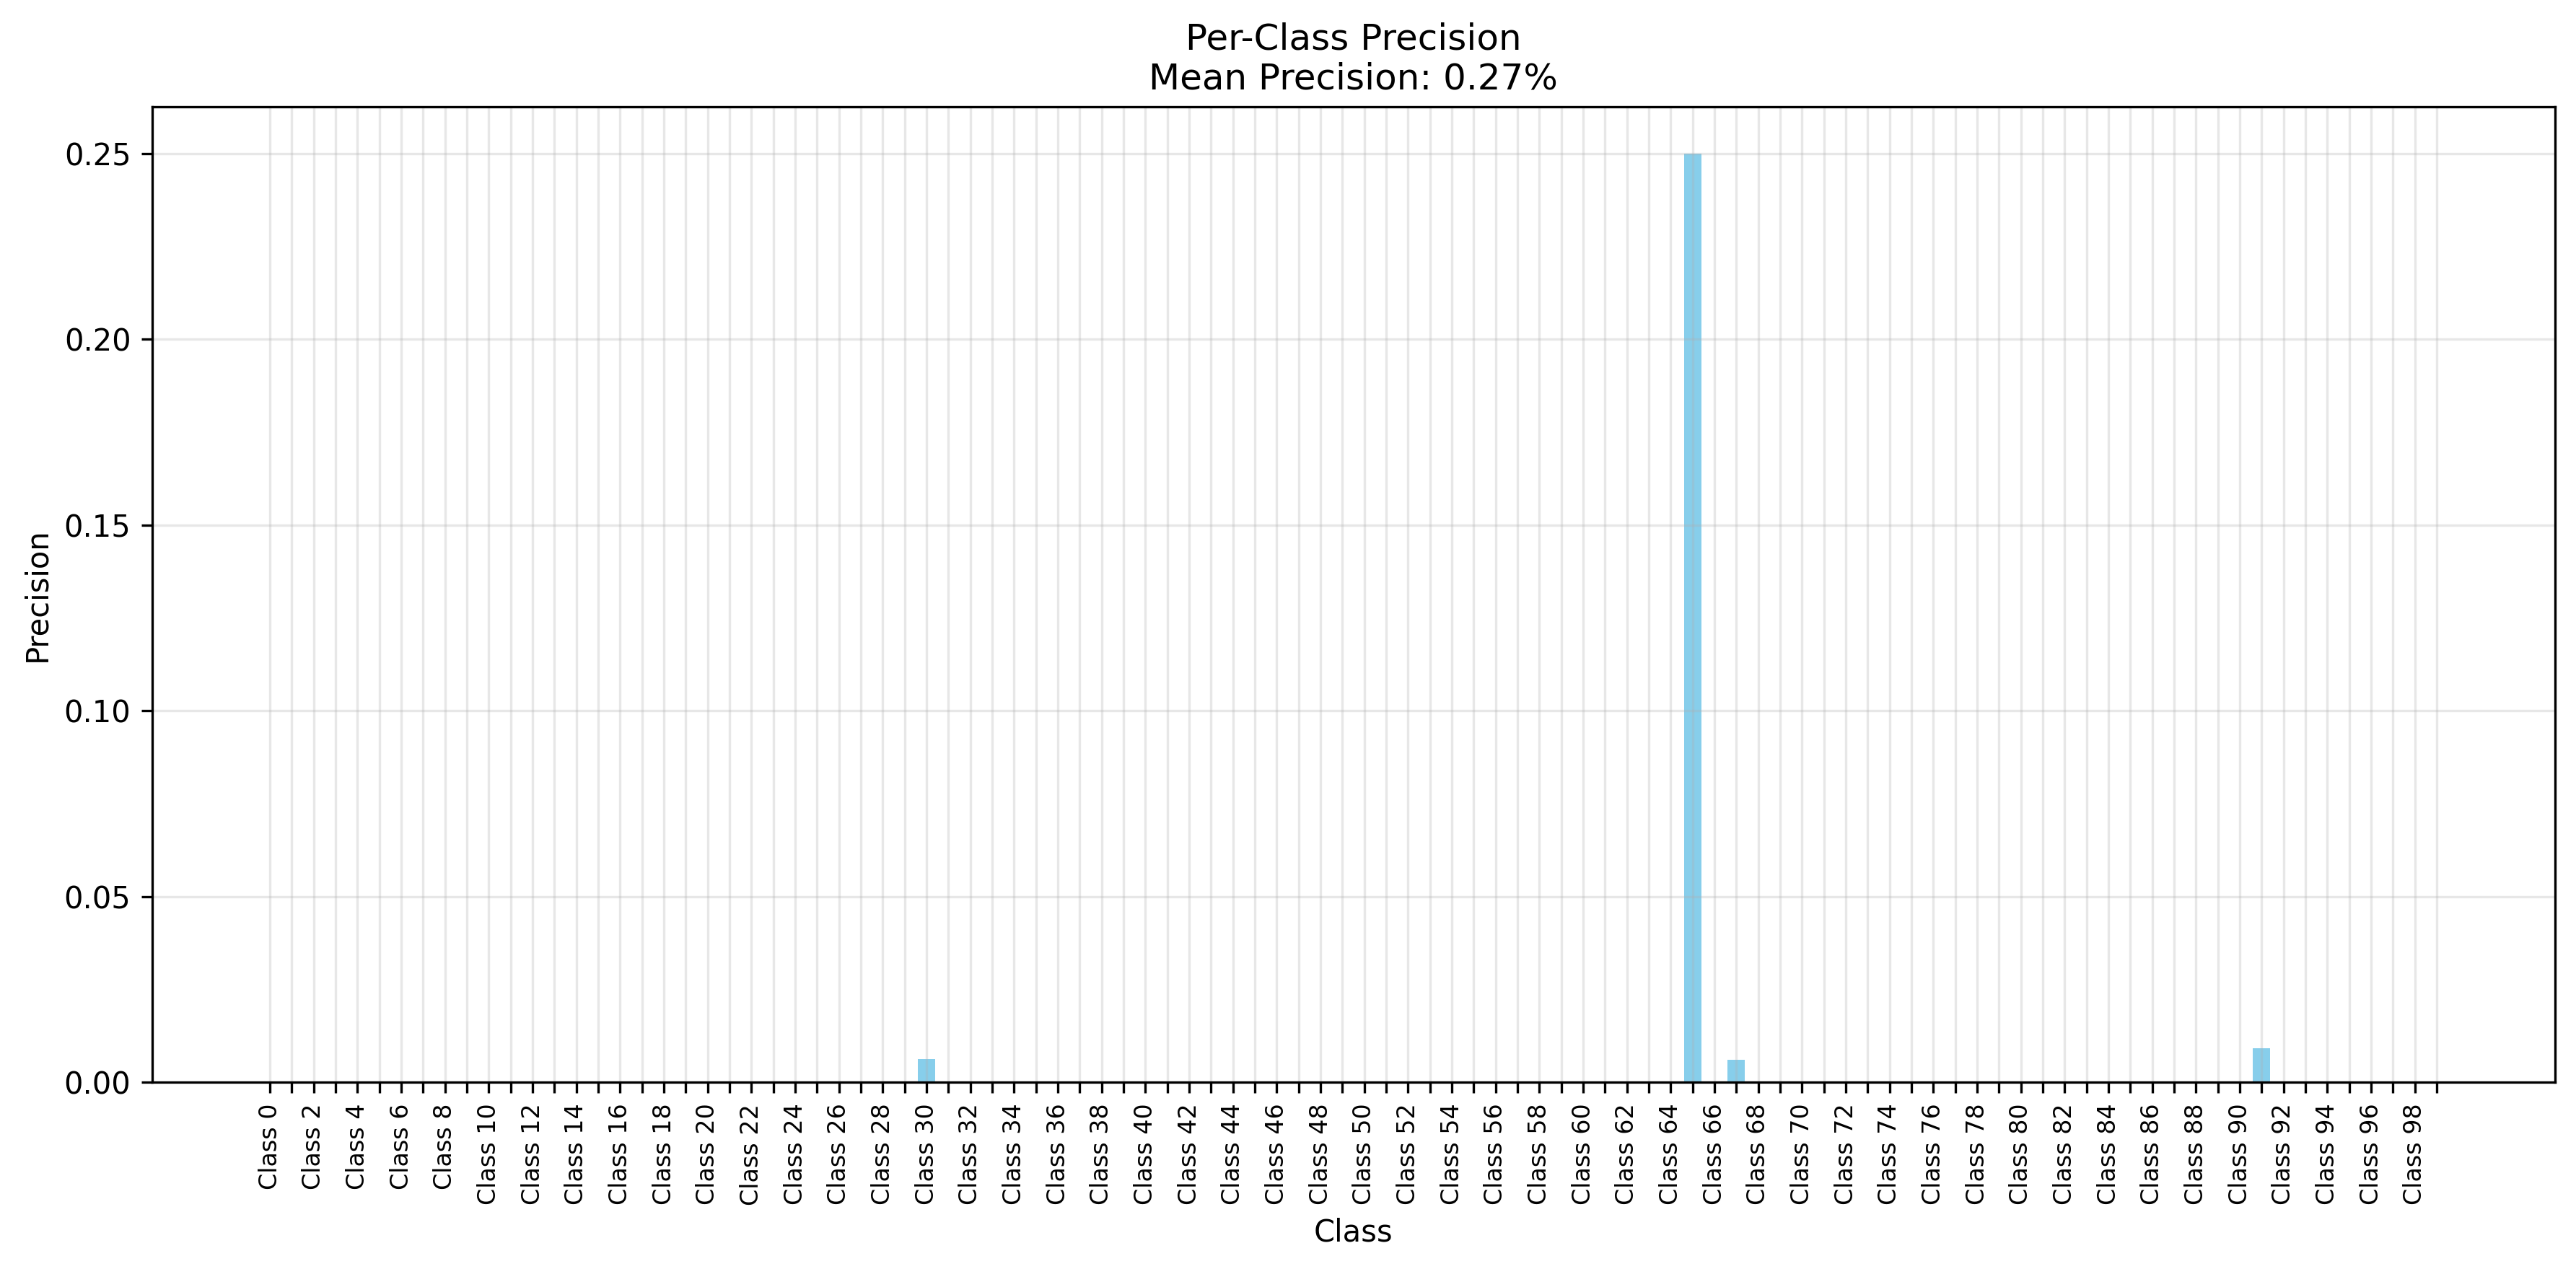 Per-Class Precision
Mean Precision: 0.27%
Precision
0.25
0.20
0.15
0.10
0.05
0.00
Class 0
Class 2
Class 4
Class 6
Class 8
Class 10
Class 12
Class 14
Class 16
Class 18
Class 20
Class 22
Class 24
Class 26
Class 28
Class 30
Class 32
Class 34
Class 36
Class 38
Class 40
Class 42
Class 44
Class 46
Class 48
Class 50
Class 52
Class 54
Class 56
Class 58
Class 60
Class 62
Class 64
Class 66
Class 68
Class 70
Class 72
Class 74
Class 76
Class 78
Class 80
Class 82
Class 84
Class 86
Class 88
Class 90
Class 92
Class 94
Class 96
Class 98
Class